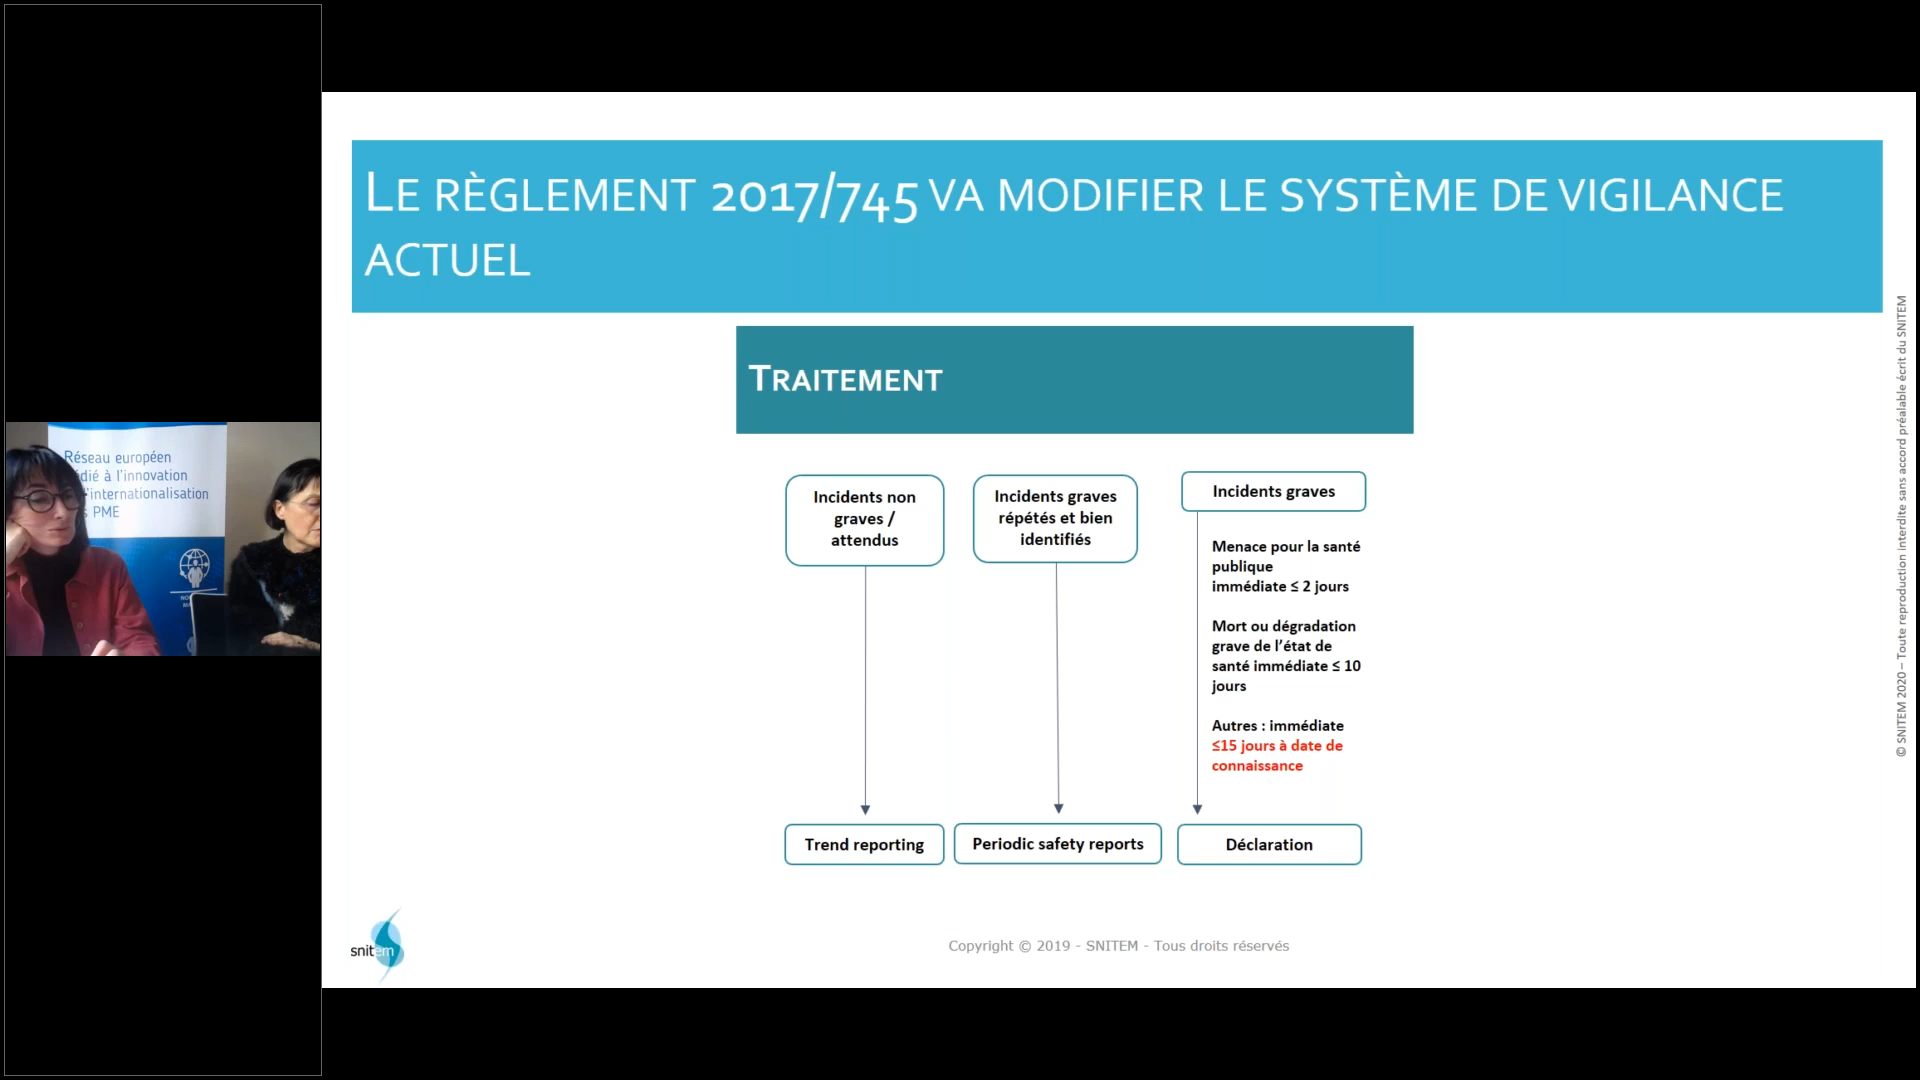 LE RÈGLEMENT 2017/745 VA MODIFIER LE SYSTÈME DE VIGILANCE
ACTUEL
TRAITEMENT
Incidents non
graves /
attendus
Incidents graves
répétés et bien
identifiés
Incidents graves
Menace pour la santé
publique
immédiate ≤ 2 jours
Mort ou dégradation
grave de l’état de
santé immédiate ≤ 10
jours
Autres : immédiate
≤15 jours à date de
connaissance
Trend reporting
Periodic safety reports
Déclaration
snitem
Copyright © 2019 - SNITEM - Tous droits réservés
© SNITEM 2020 – Toute reproduction interdite sans accord préalable écrit du SNITEM
Réseau européen
dié à l'innovation
l'internationalisation
s PME